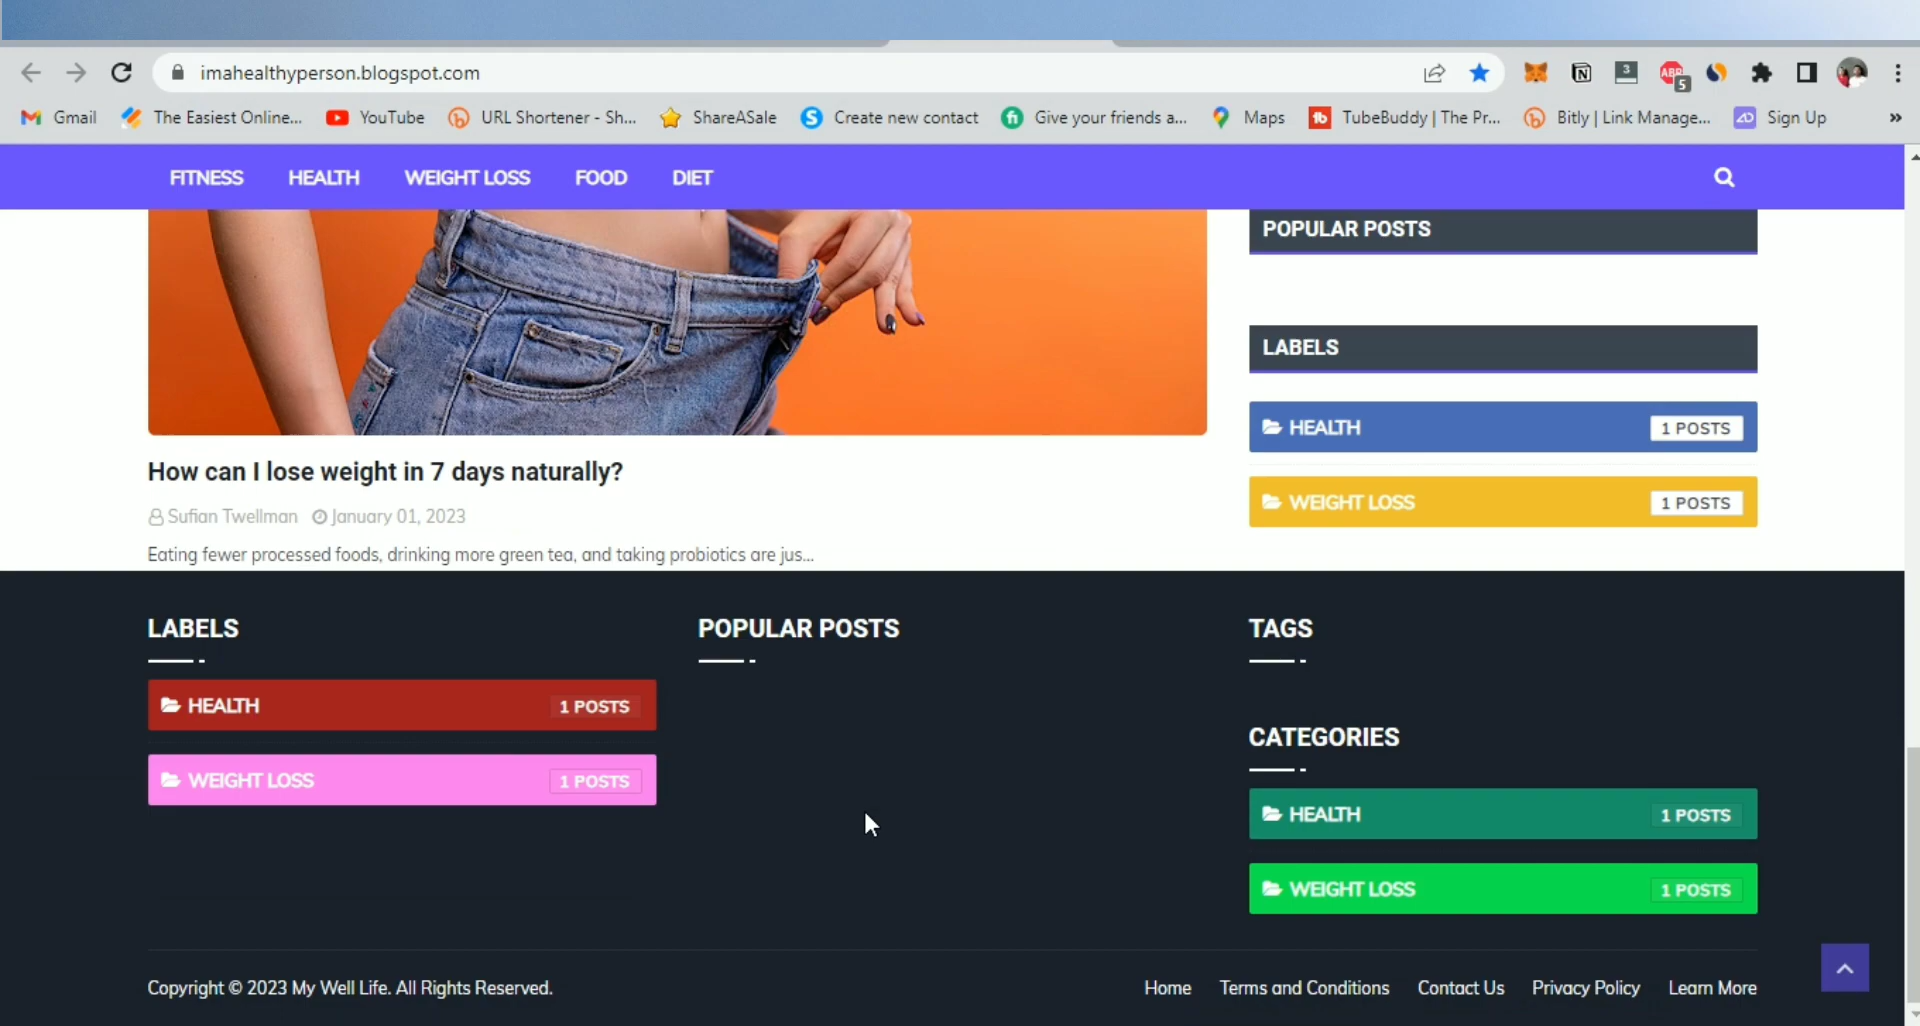 imahealthyperson.blogspot.com
3
ABP
5
Gmail
The Easiest Online...
YouTube
URL Shortener - Sh...
ShareASale
Create new contact
Give your friends a...
Maps
TubeBuddy | The Pr...
Bitly | Link Manage...
Sign Up
»
FITNESS
HEALTH
WEIGHT LOSS
FOOD
DIET
POPULAR POSTS
LABELS
HEALTH 1 POSTS
WEIGHT LOSS 1 POSTS
How can I lose weight in 7 days naturally?
Sufian Twellman January 01, 2023
Eating fewer processed foods, drinking more green tea, and taking probiotics are jus...
LABELS
HEALTH 1 POSTS
WEIGHT LOSS 1 POSTS
POPULAR POSTS
TAGS
CATEGORIES
HEALTH 1 POSTS
WEIGHT LOSS 1 POSTS
Copyright © 2023 My Well Life. All Rights Reserved.
Home
Terms and Conditions
Contact Us
Privacy Policy
Learn More